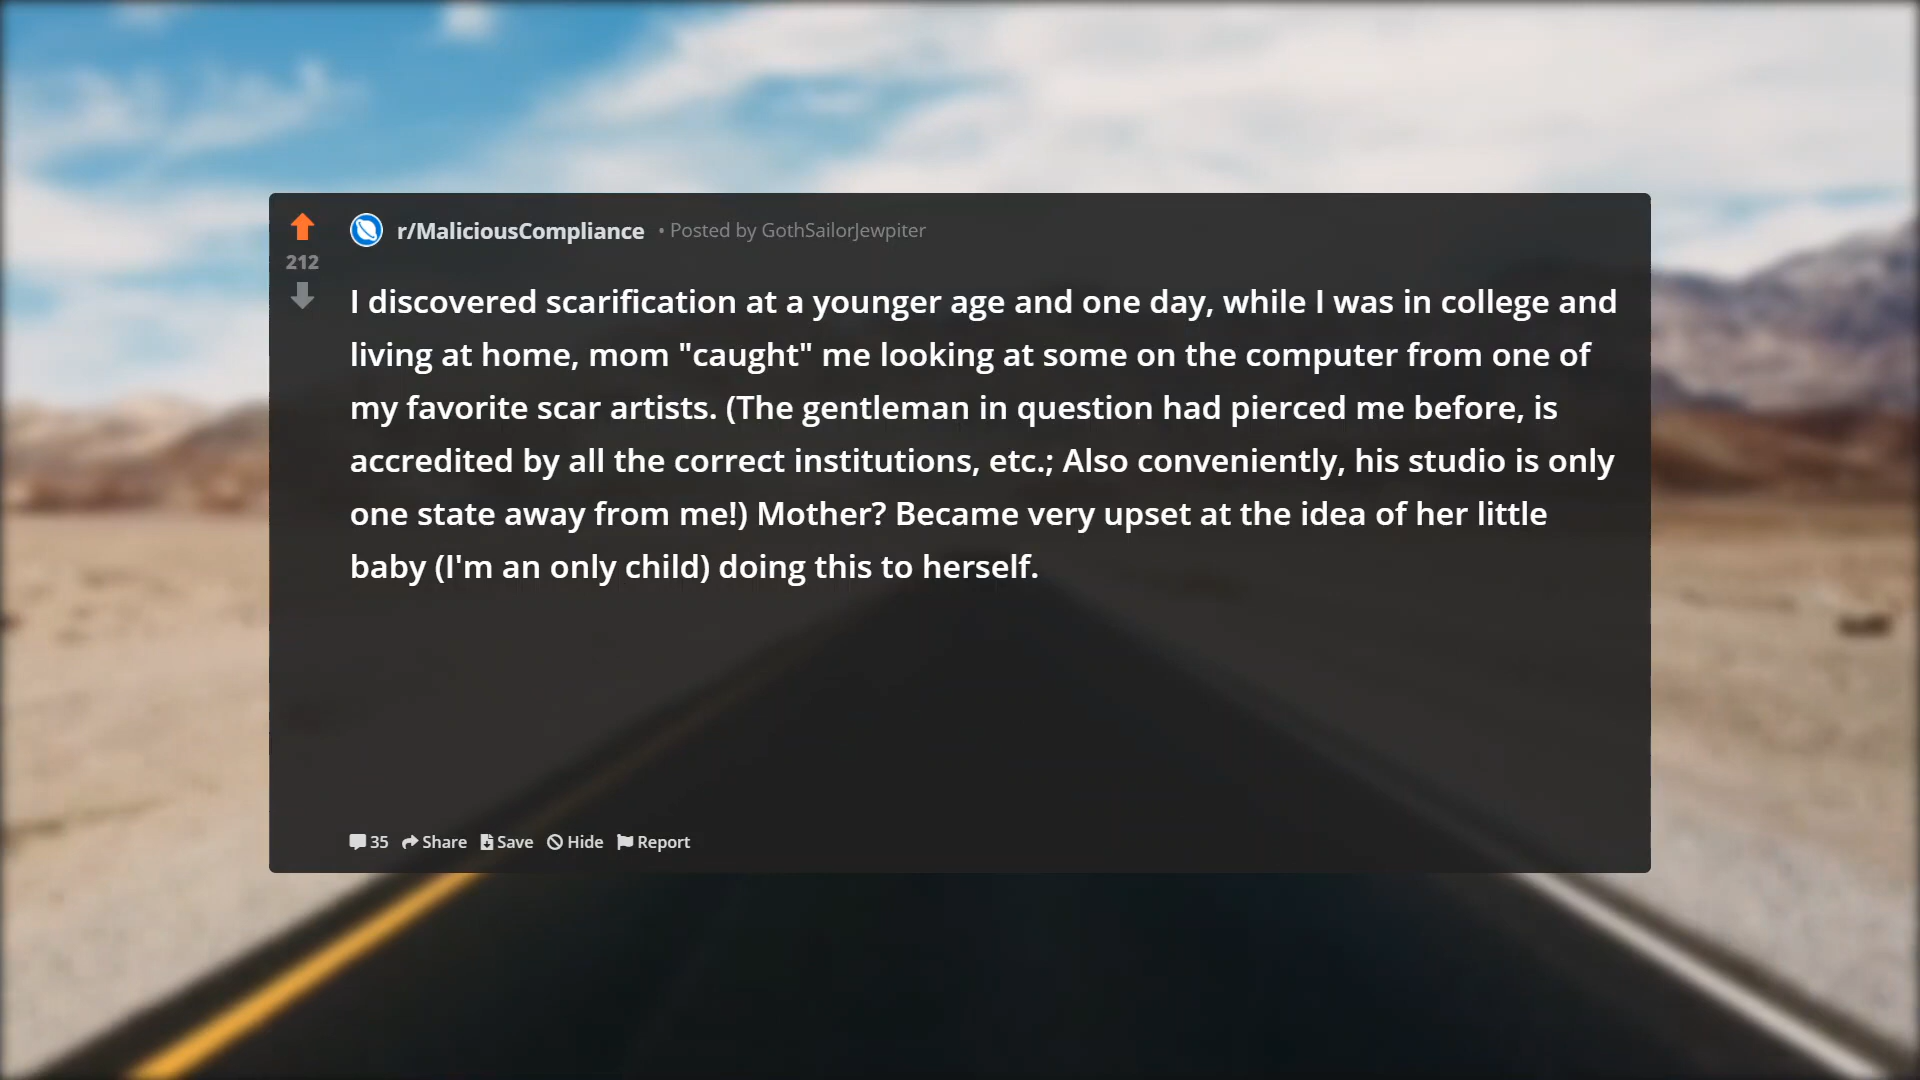 r/MaliciousCompliance • Posted by GothSailorJewpiter
212
I discovered scarification at a younger age and one day, while I was in college and
living at home, mom "caught" me looking at some on the computer from one of
my favorite scar artists. (The gentleman in question had pierced me before, is
accredited by all the correct institutions, etc.; Also conveniently, his studio is only
one state away from me!) Mother? Became very upset at the idea of her little
baby (I'm an only child) doing this to herself.
35 Share Save Hide Report